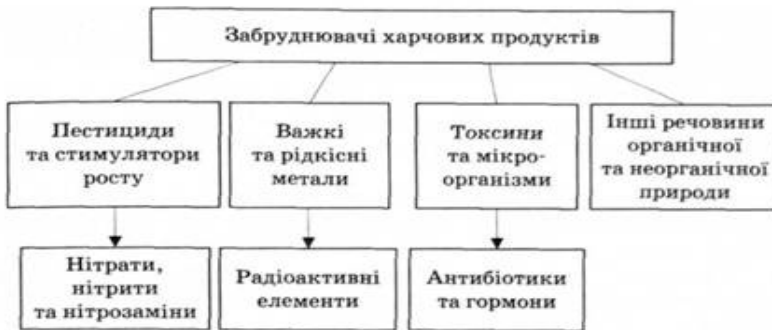 Забруднювачі харчових продуктів
Пестициди
та стимулятори
росту
Важкі
та рідкісні
метали
Токсини
та мікро-
організми
Інші речовини
органічної
та неорганічної
природи
Нітрати,
нітрити
та нітрозаміни
Радіоактивні
елементи
Антибіотики
та гормони